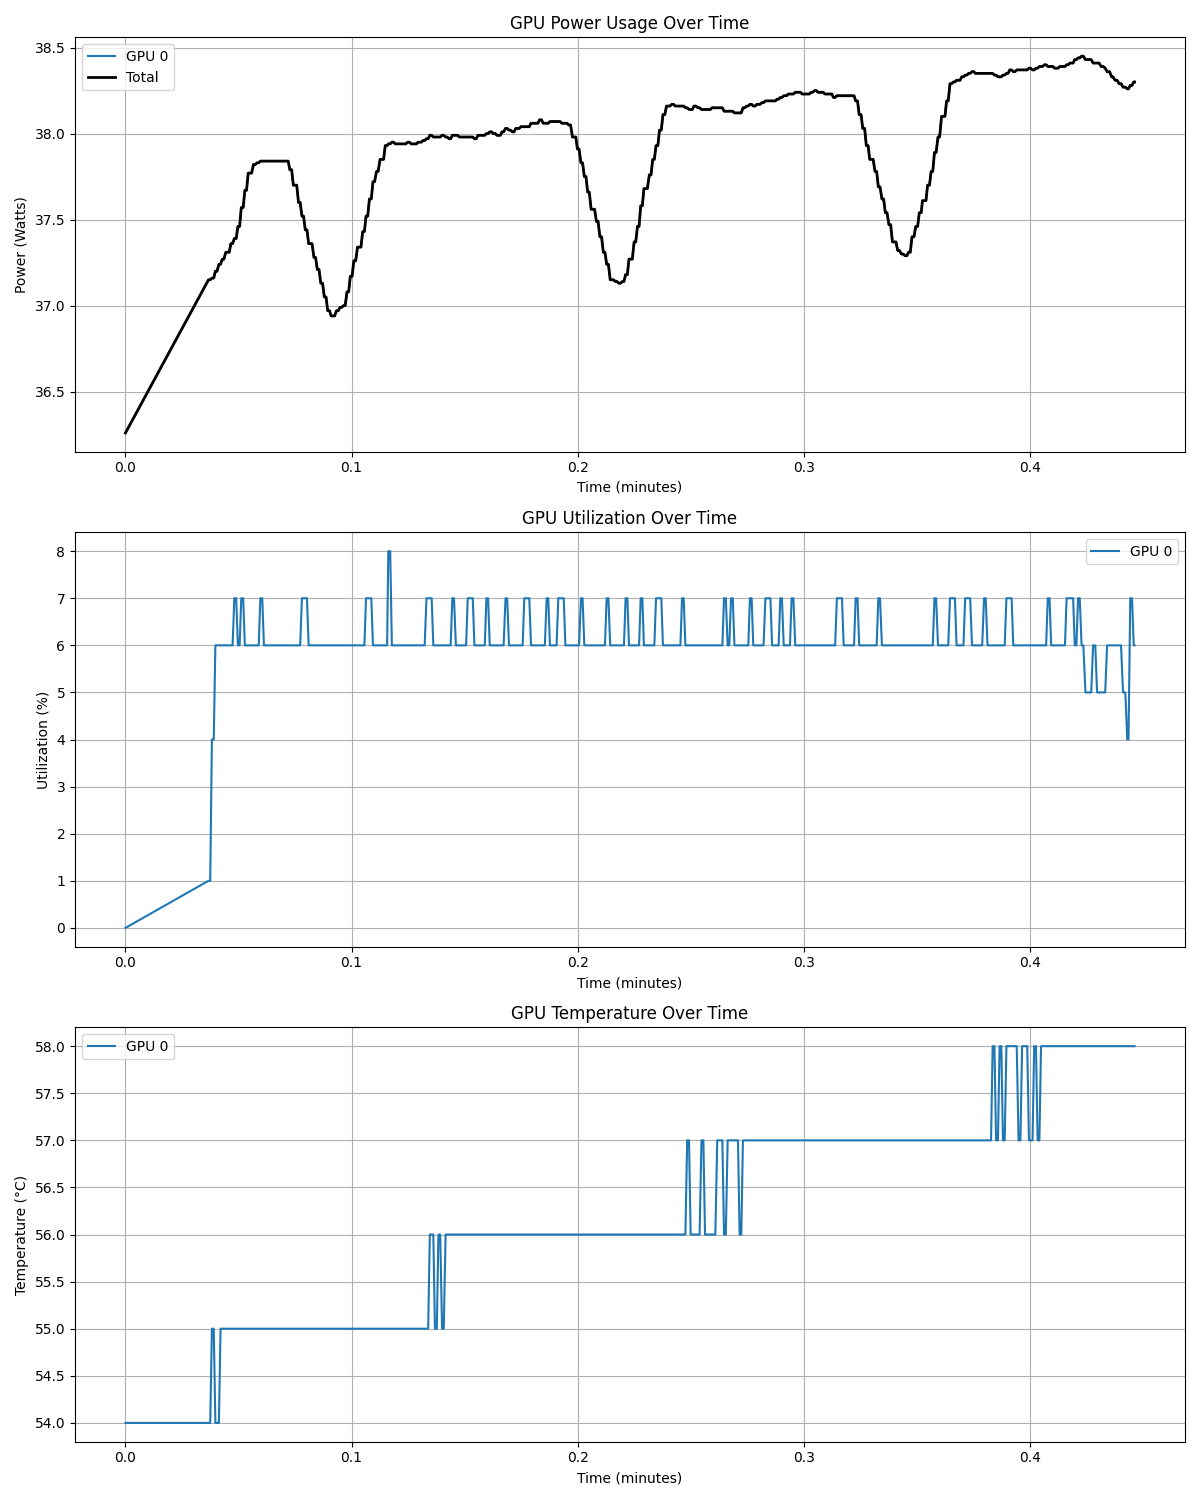 GPU Power Usage Over Time
GPU 0
Total
38.5
38.0
37.5
37.0
36.5
Power (Watts)
0.0 0.1 0.2 0.3 0.4
Time (minutes)
GPU Utilization Over Time
GPU 0
8
7
6
5
4
3
2
1
0
Utilization (%)
0.0 0.1 0.2 0.3 0.4
Time (minutes)
GPU Temperature Over Time
GPU 0
58.0
57.5
57.0
56.5
56.0
55.5
55.0
54.5
54.0
Temperature (°C)
0.0 0.1 0.2 0.3 0.4
Time (minutes)